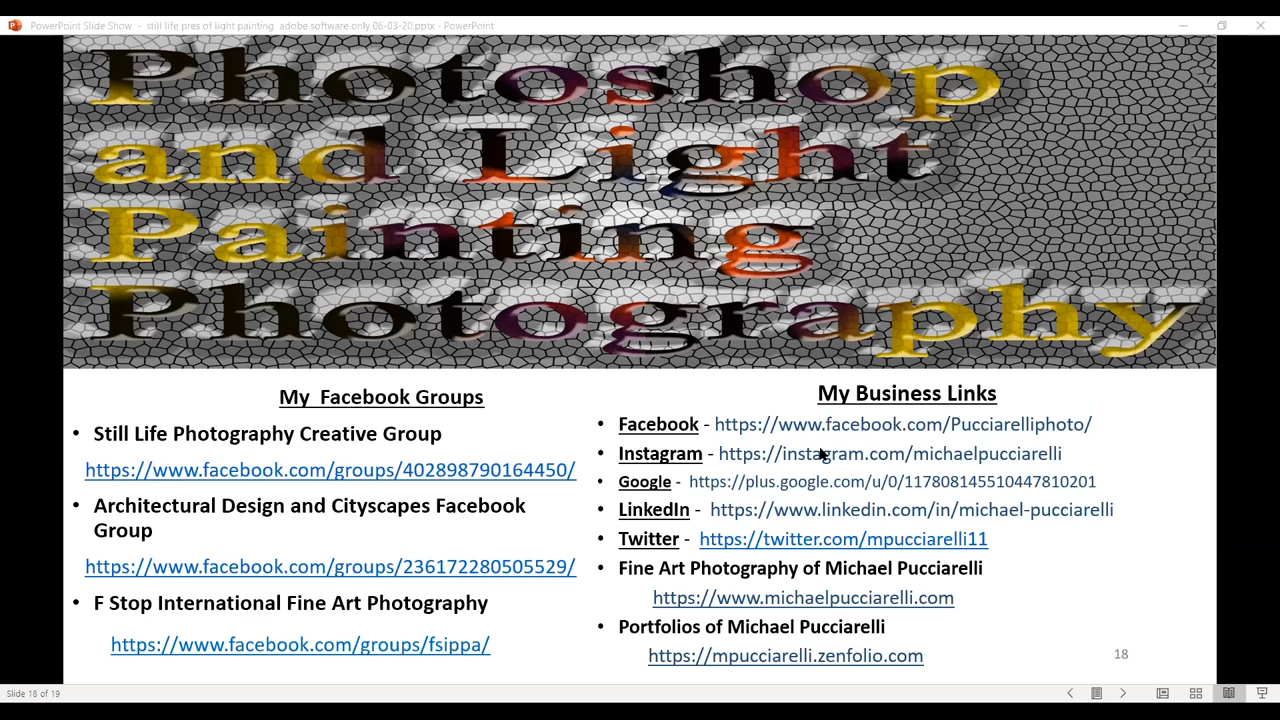 PowerPoint Slide Show - still life pres of light painting adobe software only 06-03-20.pptx - PowerPoint
Photoshop
and Light
Painting
Photography
My Facebook Groups
• Still Life Photography Creative Group
https://www.facebook.com/groups/402898790164450/
• Architectural Design and Cityscapes Facebook
Group
https://www.facebook.com/groups/236172280505529/
• F Stop International Fine Art Photography
https://www.facebook.com/groups/fsippa/
My Business Links
• Facebook - https://www.facebook.com/Pucciarelliphoto/
• Instagram - https://instagram.com/michaelpucciarelli
• Google - https://plus.google.com/u/0/117808145510447810201
• LinkedIn - https://www.linkedin.com/in/michael-pucciarelli
• Twitter - https://twitter.com/mpucciarelli11
• Fine Art Photography of Michael Pucciarelli
https://www.michaelpucciarelli.com
• Portfolios of Michael Pucciarelli
https://mpucciarelli.zenfolio.com
18
Slide 18 of 19